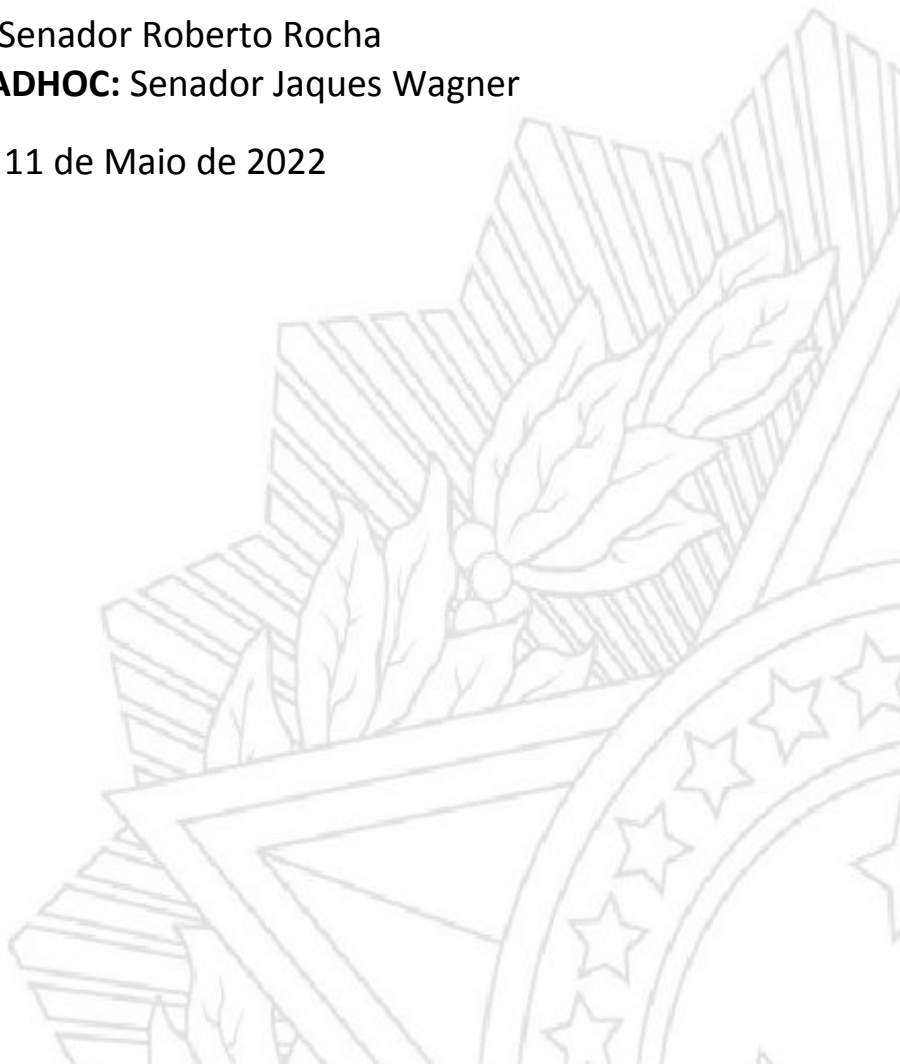 Senador Roberto Rocha
ADHOC: Senador Jaques Wagner
11 de Maio de 2022